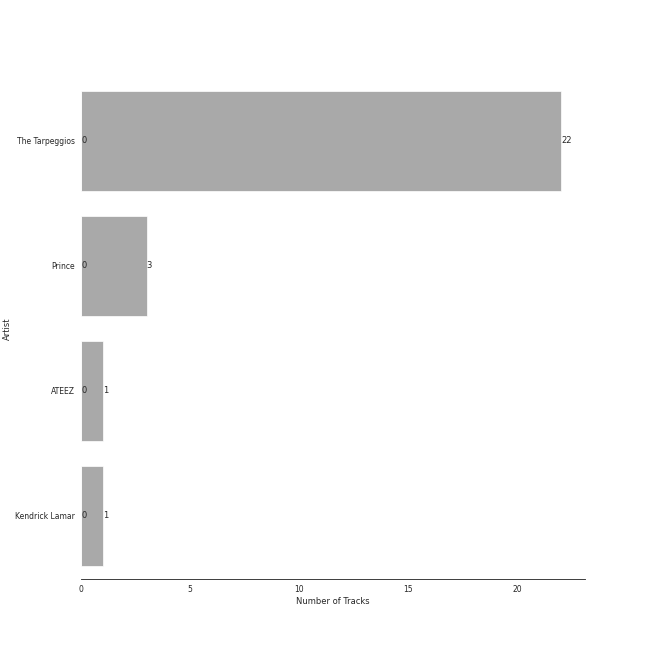 The Tarpeggios
0
22
Prince
0
3
Artist
ATEEZ
0
1
Kendrick Lamar
0
1
0 5 10 15 20
Number of Tracks